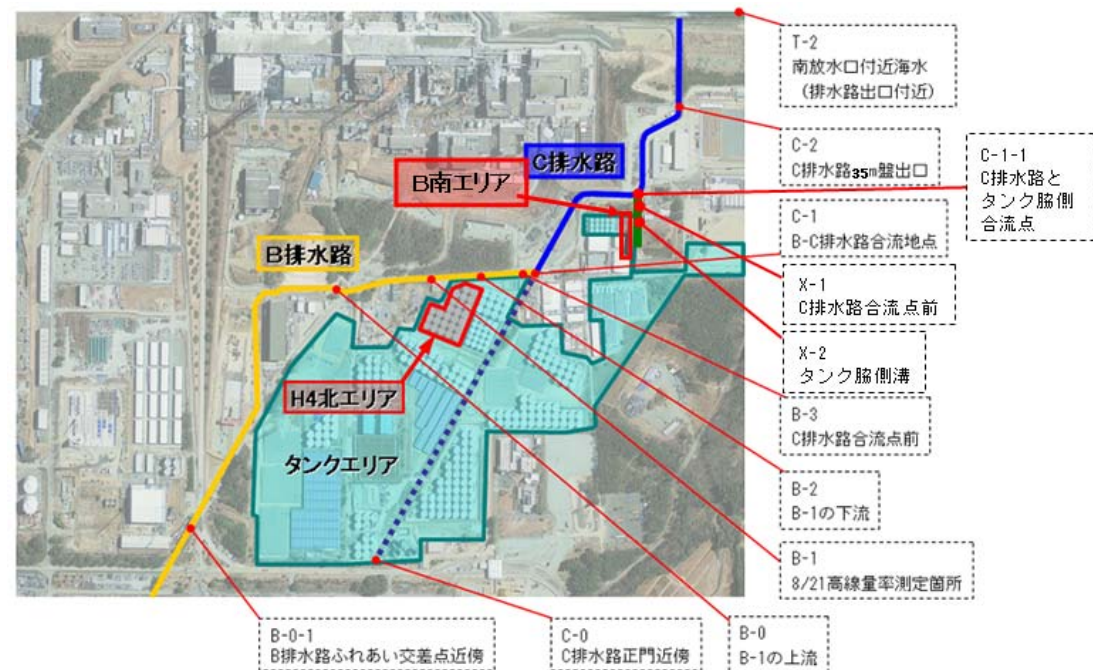 T-2
南放水口付近海水
（排水路出口付近）
C-2
C排水路35m盤出口
C-1-1
C排水路と
タンク脇側
合流点
C-1
B-C排水路合流地点
X-1
C排水路合流点前
X-2
タンク脇側溝
B-3
C排水路合流点前
B-2
B-1の下流
B-1
8/21高線量率測定箇所
B-0
B-1の上流
C-0
C排水路正門近傍
B-0-1
B排水路ふれあい交差点近傍
C排水路
B南エリア
B排水路
H4北エリア
タンクエリア